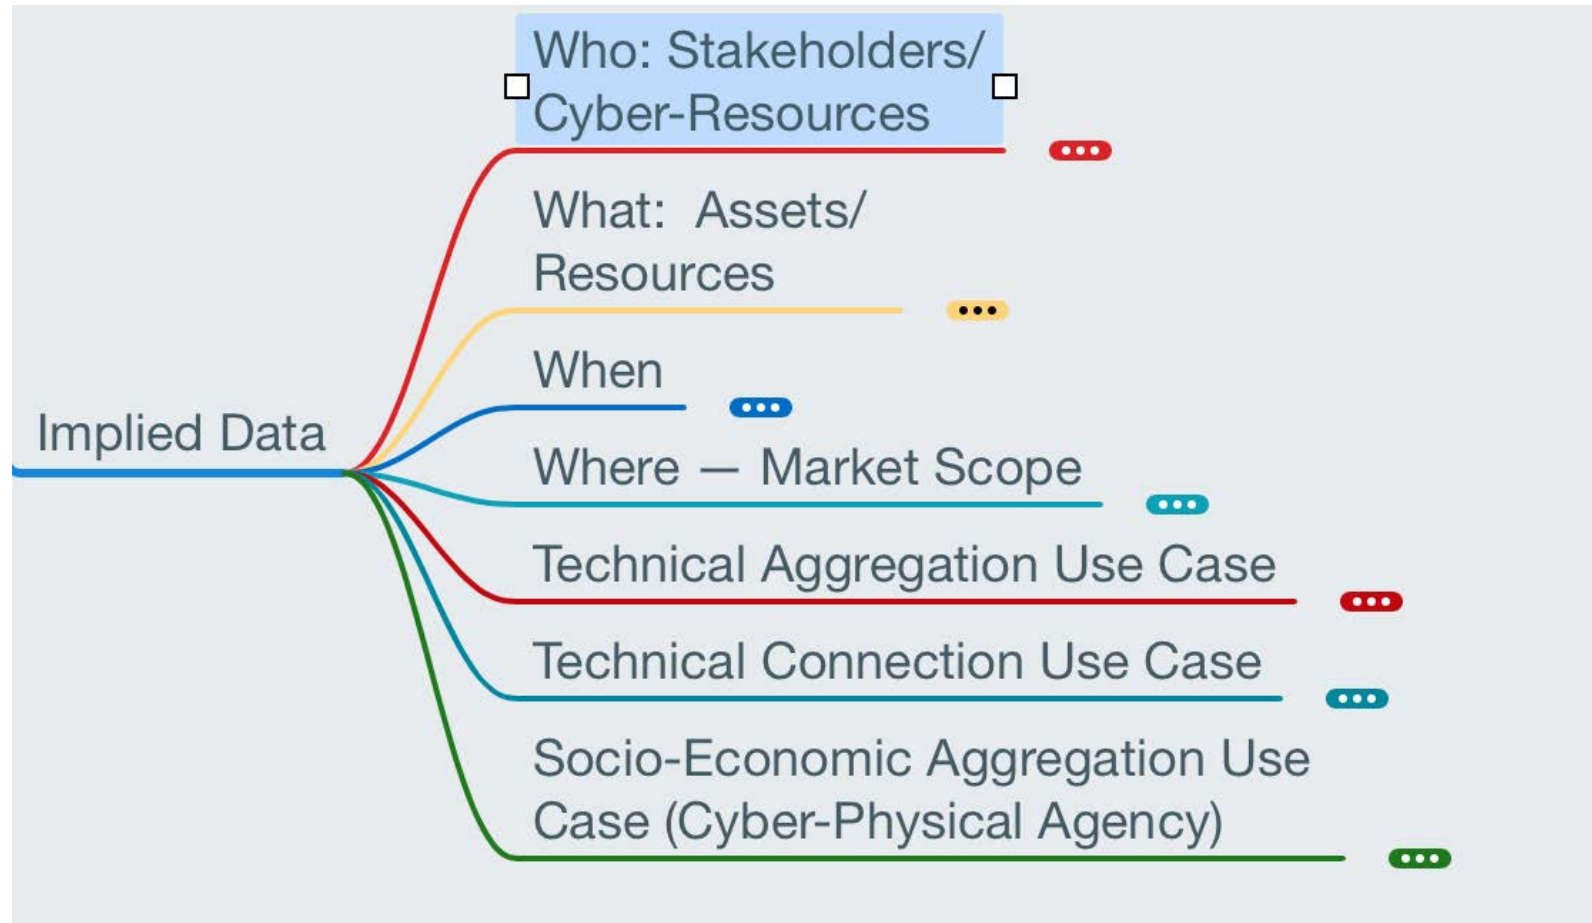 Who: Stakeholders/
Cyber-Resources
What:  Assets/
Resources
When
Implied Data
Where — Market Scope
Technical Aggregation Use Case
Technical Connection Use Case
Socio-Economic Aggregation Use
Case (Cyber-Physical Agency)